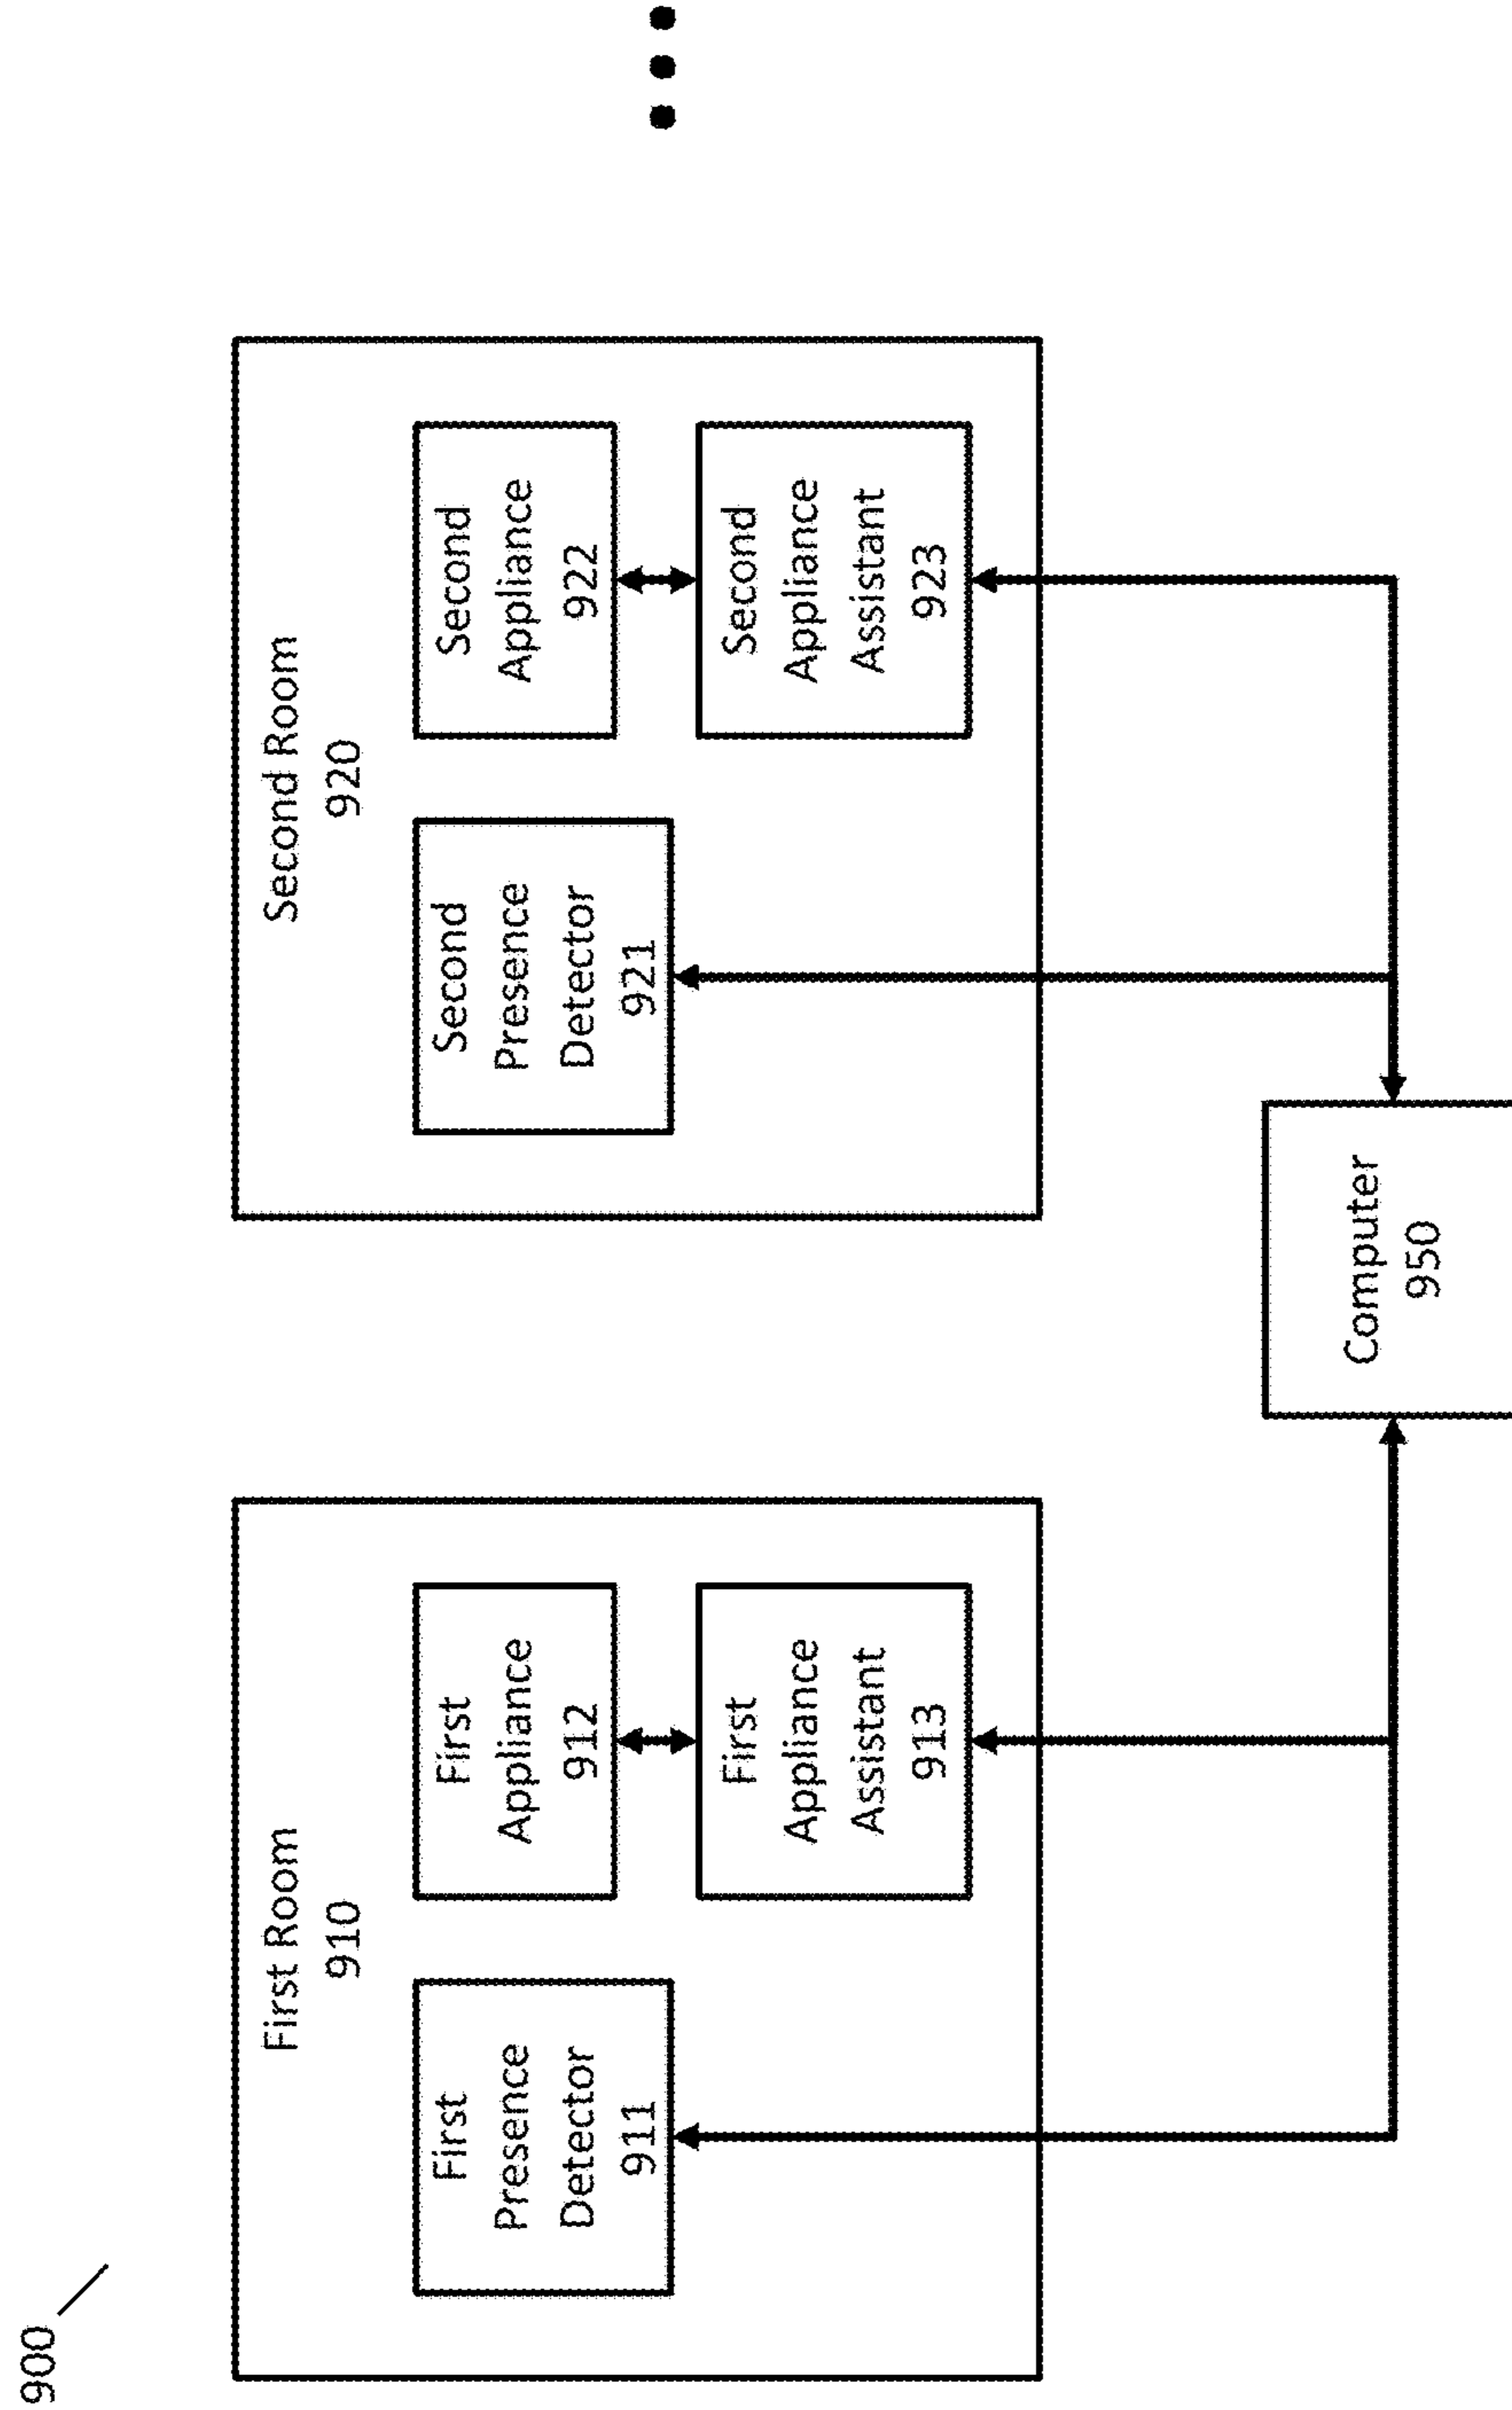 900
First Room
910
First
Presence
Detector
911
First
Appliance
912
First
Appliance
Assistant
913
Second Room
920
Second
Presence
Detector
921
Second
Appliance
922
Second
Appliance
Assistant
923
Computer
950